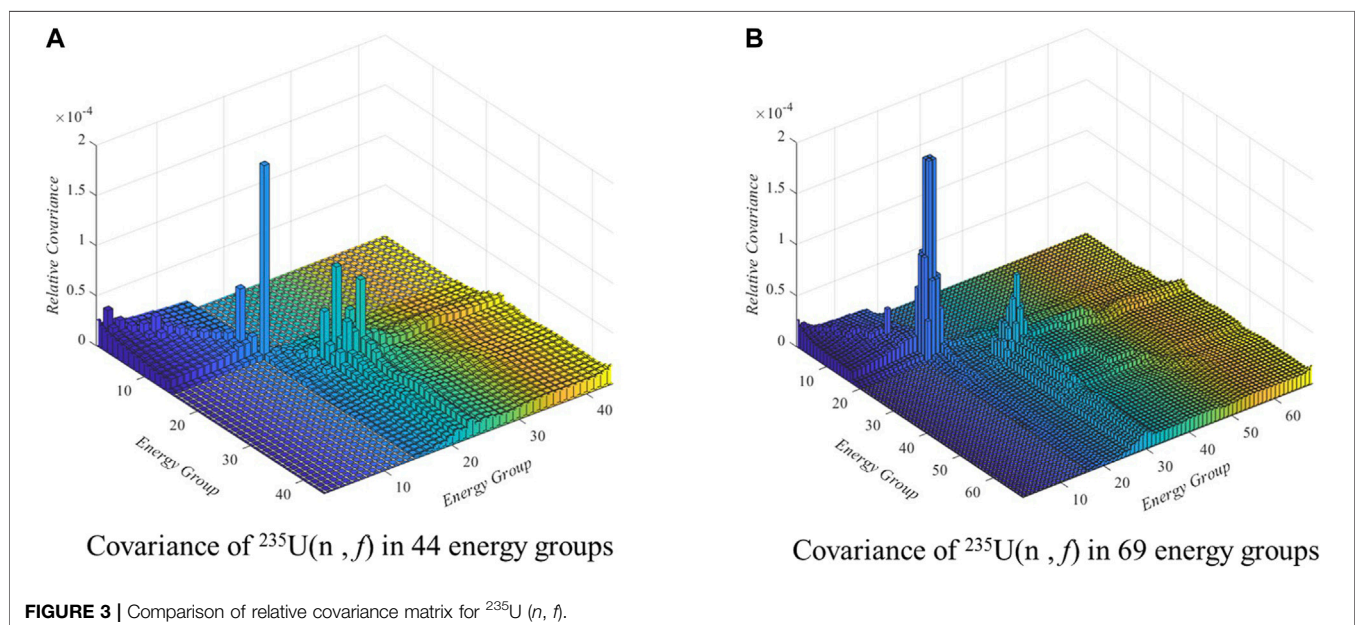 A
×10⁻⁴
2
1.5
1
0.5
0
Relative Covariance
10
20
30
40
Energy Group
10
20
30
40
Energy Group
Covariance of ²³⁵U(n , f) in 44 energy groups
B
×10⁻⁴
2
1.5
1
0.5
0
Relative Covariance
10
20
30
40
50
60
Energy Group
10
20
30
40
50
60
Energy Group
Covariance of ²³⁵U(n , f) in 69 energy groups
FIGURE 3 | Comparison of relative covariance matrix for ²³⁵U (n, f).